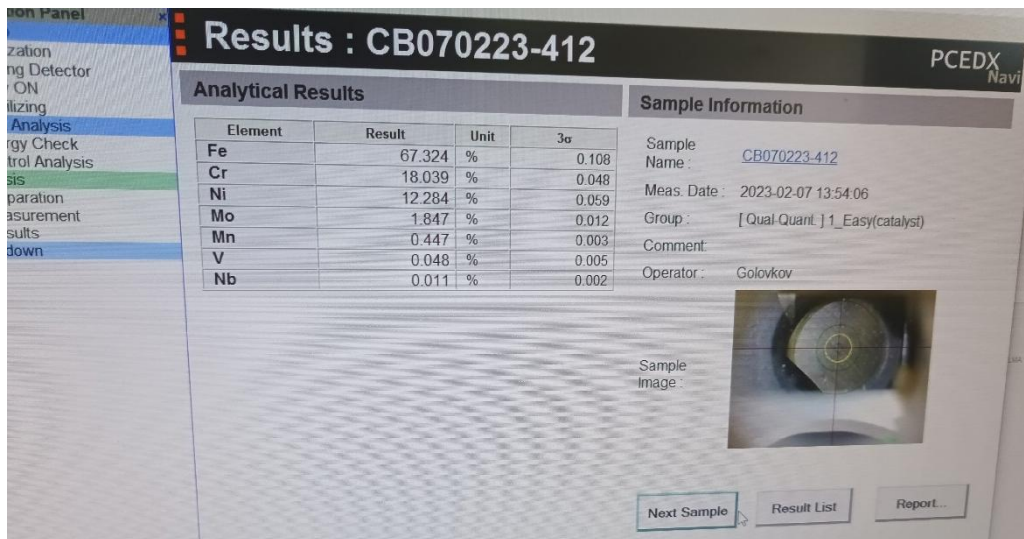 ion Panel ×
zation
ng Detector
ON
ilizing
Analysis
rgy Check
trol Analysis
sis
paration
asurement
sults
down
Results : CB070223-412
PCEDX
Navi
Analytical Results
Element Result Unit 3σ
Fe 67.324 % 0.108
Cr 18.039 % 0.048
Ni 12.284 % 0.059
Mo 1.847 % 0.012
Mn 0.447 % 0.003
V 0.048 % 0.005
Nb 0.011 % 0.002
Sample Information
Sample
Name : CB070223-412
Meas. Date : 2023-02-07 13:54:06
Group : [ Qual-Quant. ] 1_Easy(catalyst)
Comment:
Operator : Golovkov
Sample
Image :
Next Sample Result List Report...